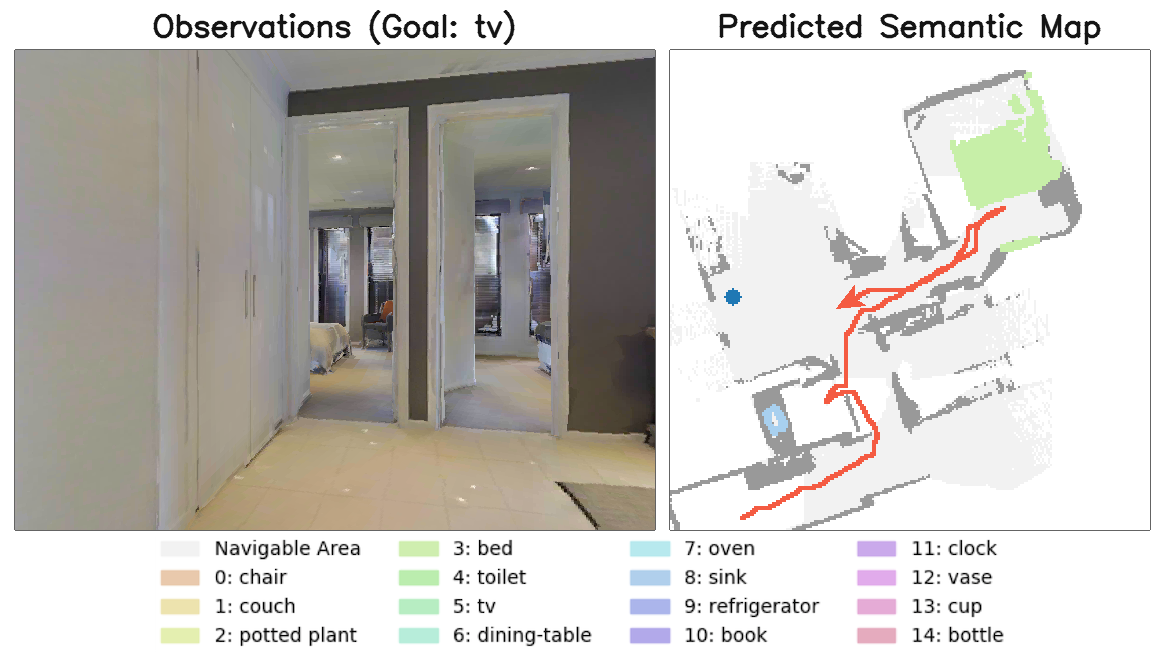 Observations (Goal: tv)
Predicted Semantic Map
Navigable Area
0: chair
1: couch
2: potted plant
3: bed
4: toilet
5: tv
6: dining-table
7: oven
8: sink
9: refrigerator
10: book
11: clock
12: vase
13: cup
14: bottle